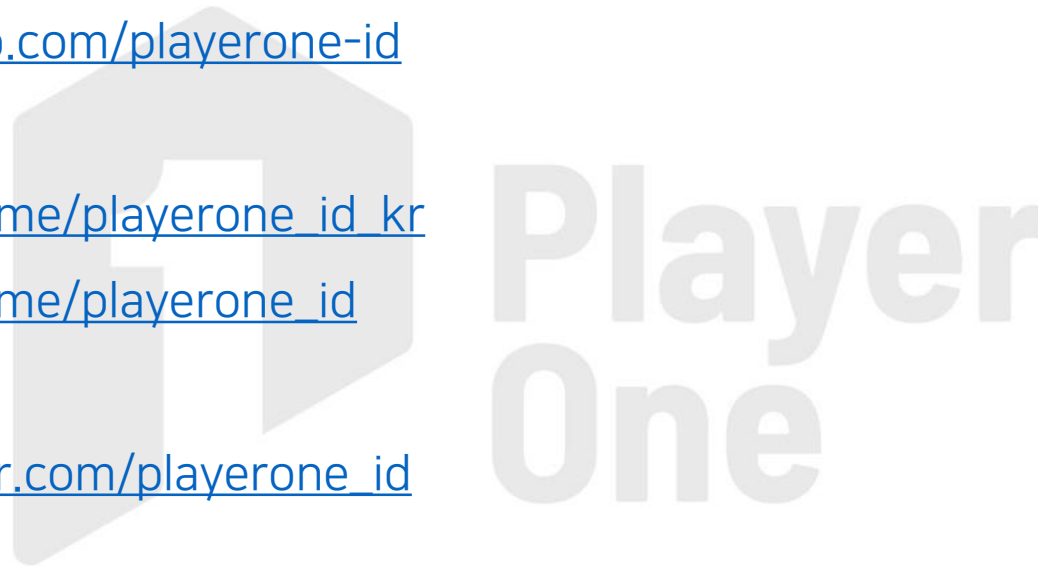 .com/playerone-id
me/playerone_id_kr
me/playerone_id
r.com/playerone_id
Player
One